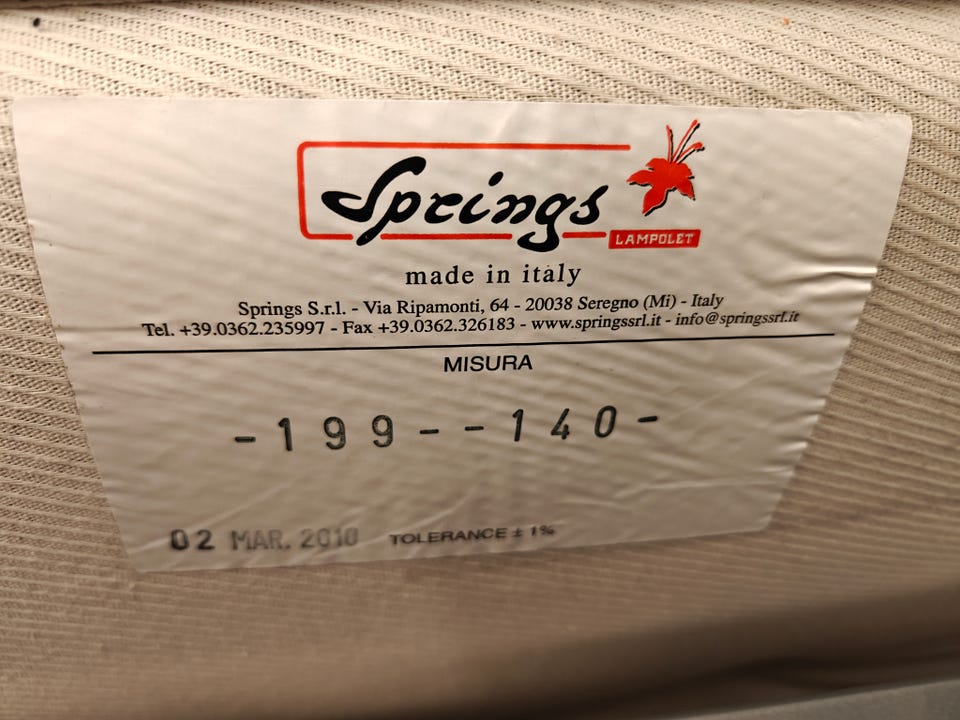 Springs
LAMPOLET
made in italy
Springs S.r.l. - Via Ripamonti, 64 - 20038 Seregno (Mi) - Italy
Tel. +39.0362.235997 - Fax +39.0362.326183 - www.springssrl.it - info@springssrl.it
MISURA
-199--140-
02 MAR. 2010 TOLERANCE ± 1%